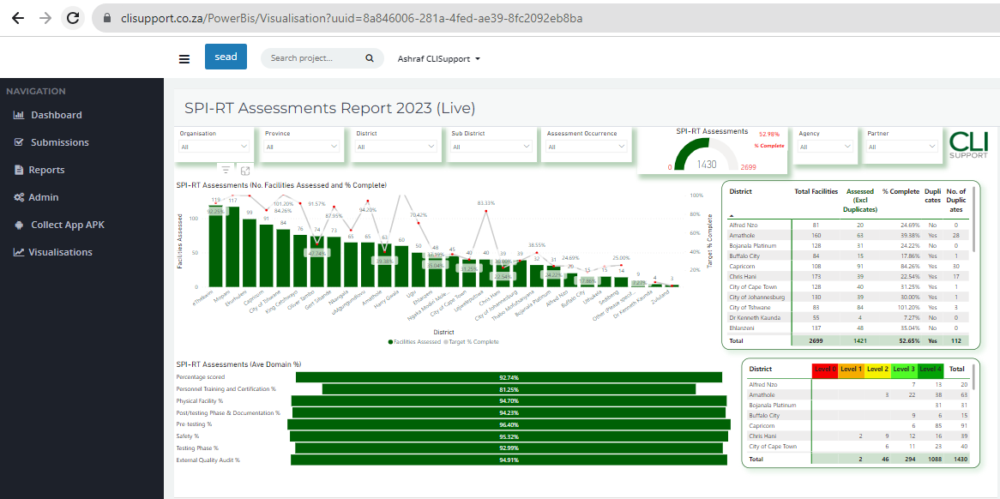 clisupport.co.za/PowerBis/Visualisation?uuid=8a846006-281a-4fed-ae39-8fc2092eb8ba
sead
Search project...
Ashraf CLISupport
NAVIGATION
Dashboard
Submissions
Reports
Admin
Collect App APK
Visualisations
SPI-RT Assessments Report 2023 (Live)
Organisation
All
Province
All
District
All
Sub District
All
Assessment Occurrence
All
SPI-RT Assessments
52.98%
% Complete
1430
0
2699
Agency
All
Partner
All
CLI
SUPPORT
SPI-RT Assessments (No. Facilities Assessed and % Complete)
Facilities Assessed
100
50
0
119 117 99 91 84 76 74 73 65 65 63 60 50 48 45 40 40 39 39 32 31 20 15 15 14 9 4 3
92.25% 101.20% 84.26% 91.57% 47.74% 87.95% 94.20% 39.38% 70.42% 35.04% 31.25% 83.33% 30.00% 22.54% 38.55% 24.22% 24.69% 17.86% 25.00% 7.27%
100%
80%
60%
40%
20%
Target % Complete
eThekwini Mopani Ekurhuleni Capricorn City of Tshwane King Cetshwayo Oliver Tambo Gert Sibande Nkangala uMgungundlovu Amathole Harry Gwala Ugu Ehlanzeni City of Cape Town Chris Hani City of Johannesburg Bojanala Platinum Alfred Nzo Buffalo City Uthukela Sedibeng Dr Kenneth Kaunda Zululand
District
Facilities Assessed Target % Complete
District Total Facilities Assessed (Excl Duplicates) % Complete Dupli cates No. of Duplic ates
Alfred Nzo 81 20 24.69% No 0
Amathole 160 63 39.38% Yes 28
Bojanala Platinum 128 31 24.22% No 0
Buffalo City 84 15 17.86% Yes 1
Capricorn 108 91 84.26% Yes 30
Chris Hani 173 39 22.54% Yes 17
City of Cape Town 128 40 31.25% Yes 1
City of Johannesburg 130 39 30.00% Yes 1
City of Tshwane 83 84 101.20% Yes 3
Dr Kenneth Kaunda 55 4 7.27% No 0
Ehlanzeni 137 48 35.04% No 0
Total 2699 1421 52.65% Yes 112
SPI-RT Assessments (Ave Domain %)
Percentage scored 92.74%
Personnel Training and Certification % 81.25%
Physical Facility % 94.70%
Post/testing Phase & Documentation % 94.23%
Pre-testing % 96.40%
Safety % 95.32%
Testing Phase % 92.99%
External Quality Audit % 94.91%
District Level 0 Level 1 Level 2 Level 3 Level 4 Total
Alfred Nzo 7 13 20
Amathole 3 22 38 63
Bojanala Platinum 31 31
Buffalo City 9 6 15
Capricorn 6 85 91
Chris Hani 2 9 12 16 39
City of Cape Town 6 11 23 40
Total 2 46 294 1088 1430